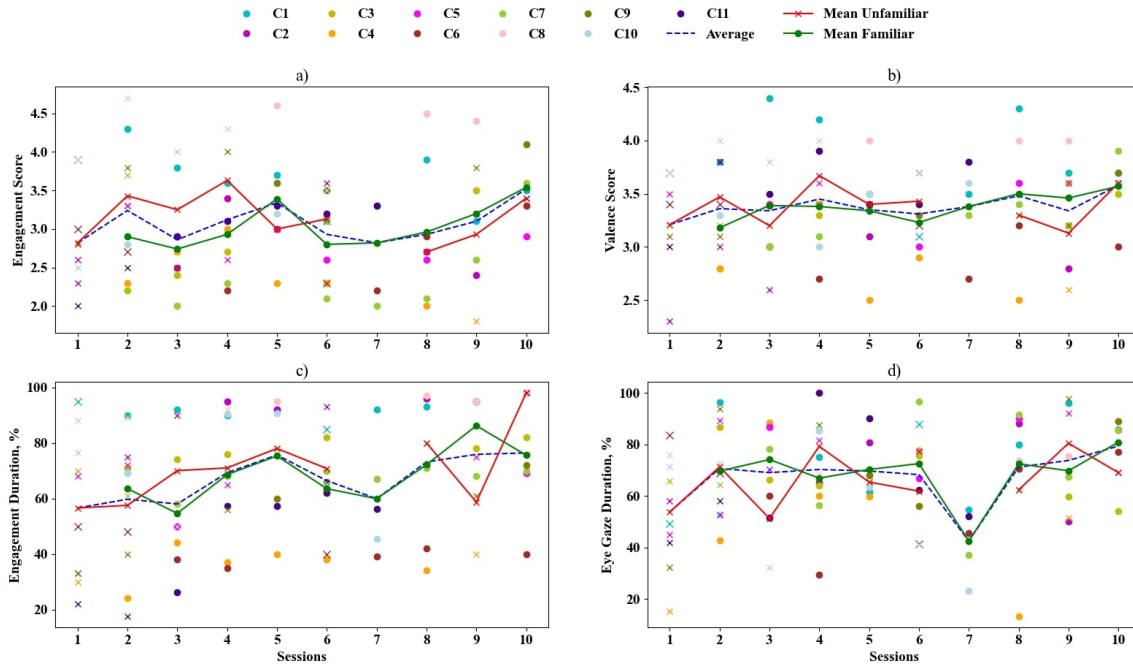 C1 C3 C5 C7 C9 C11 Mean Unfamiliar
C2 C4 C6 C8 C10 Average Mean Familiar
a)
Engagement Score
4.5
4.0
3.5
3.0
2.5
2.0
1 2 3 4 5 6 7 8 9 10
b)
Valence Score
4.5
4.0
3.5
3.0
2.5
1 2 3 4 5 6 7 8 9 10
c)
Engagement Duration, %
100
80
60
40
20
1 2 3 4 5 6 7 8 9 10
Sessions
d)
Eye Gaze Duration, %
100
80
60
40
20
1 2 3 4 5 6 7 8 9 10
Sessions